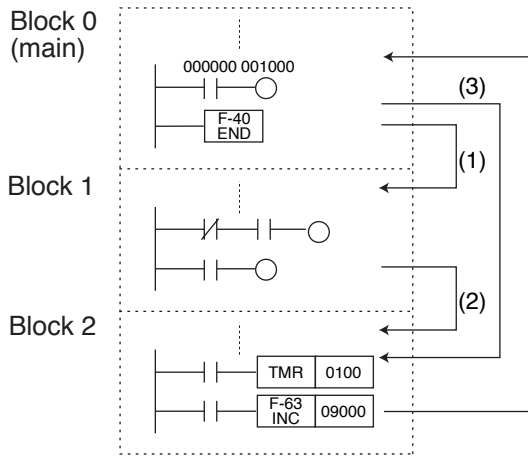 Block 0
(main)
000000 001000
F-40
END
(3)
(1)
Block 1
(2)
Block 2
TMR 0100
F-63
INC 09000